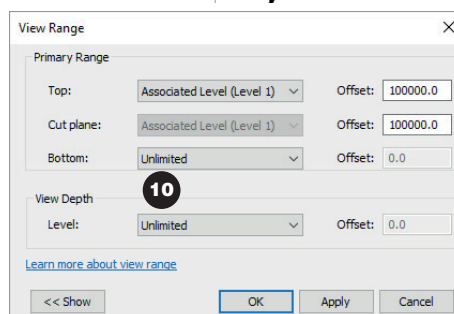 View Range
Primary Range
Top: Associated Level (Level 1) Offset: 100000.0
Cut plane: Associated Level (Level 1) Offset: 100000.0
Bottom: Unlimited Offset: 0.0
10
View Depth
Level: Unlimited Offset: 0.0
Learn more about view range
<< Show OK Apply Cancel